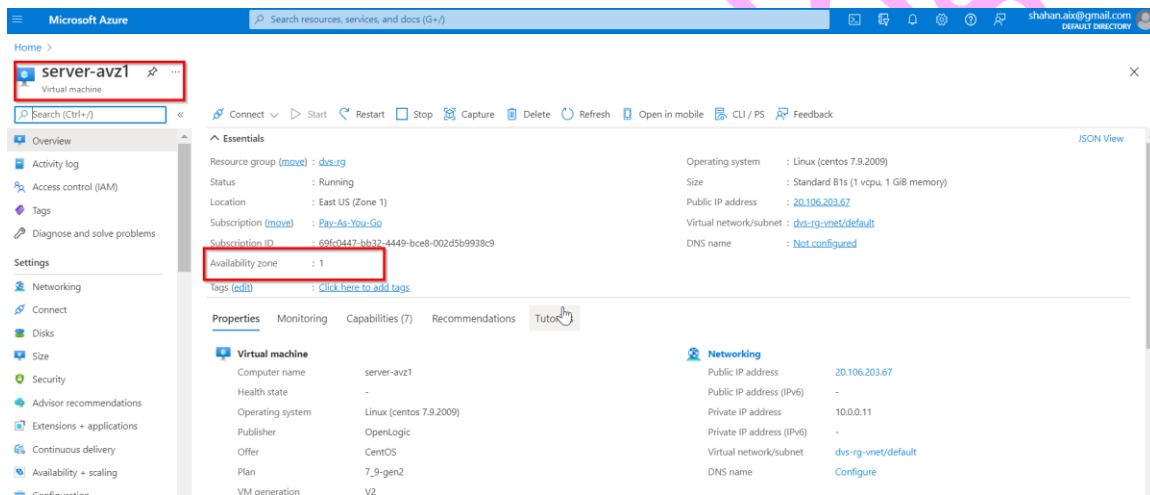 Microsoft Azure
Search resources, services, and docs (G+/)
shahan.aix@gmail.com
DEFAULT DIRECTORY
Home >
server-avz1 ...
Virtual machine
Search (Ctrl+/) «
Connect Start Restart Stop Capture Delete Refresh Open in mobile CLI / PS Feedback
Overview
Activity log
Access control (IAM)
Tags
Diagnose and solve problems
Settings
Networking
Connect
Disks
Size
Security
Advisor recommendations
Extensions + applications
Continuous delivery
Availability + scaling
Configuration
Essentials JSON View
Resource group (move) : dvs-rg
Status : Running
Location : East US (Zone 1)
Subscription (move) : Pay-As-You-Go
Subscription ID : 69fc0447-bb32-4449-bce8-002d5b9938c9
Availability zone : 1
Tags (edit) : Click here to add tags
Operating system : Linux (centos 7.9.2009)
Size : Standard B1s (1 vcpu, 1 GiB memory)
Public IP address : 20.106.203.67
Virtual network/subnet : dvs-rg-vnet/default
DNS name : Not configured
Properties Monitoring Capabilities (7) Recommendations
Virtual machine
Computer name server-avz1
Health state -
Operating system Linux (centos 7.9.2009)
Publisher OpenLogic
Offer CentOS
Plan 7_9-gen2
VM generation V2
Networking
Public IP address 20.106.203.67
Public IP address (IPv6) -
Private IP address 10.0.0.11
Private IP address (IPv6) -
Virtual network/subnet dvs-rg-vnet/default
DNS name Configure